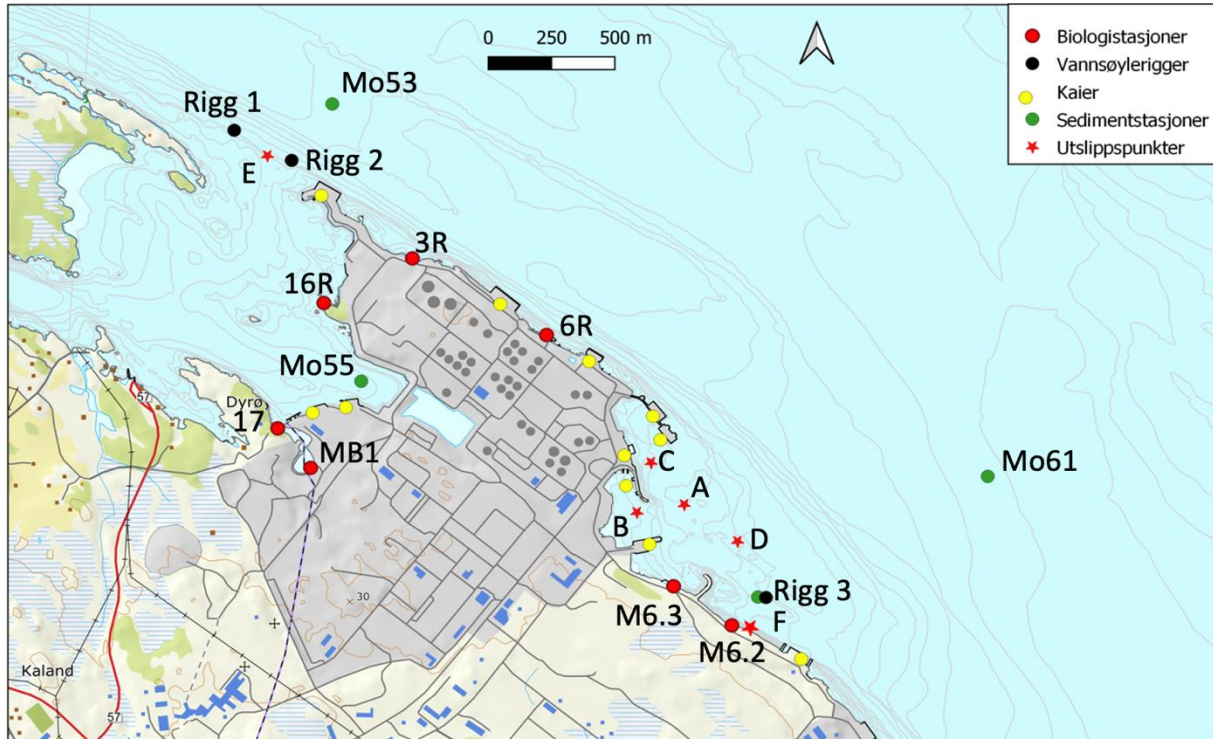 0 250 500 m
Biologistasjoner
Vannsøylerigger
Kaier
Sedimentstasjoner
Utslippspunkter
Mo53
Rigg 1
Rigg 2
E
3R
16R
6R
Mo55
57
Dyrø
17
MB1
C
A
Mo61
B
D
Rigg 3
30
M6.3
F
M6.2
Kaland
57